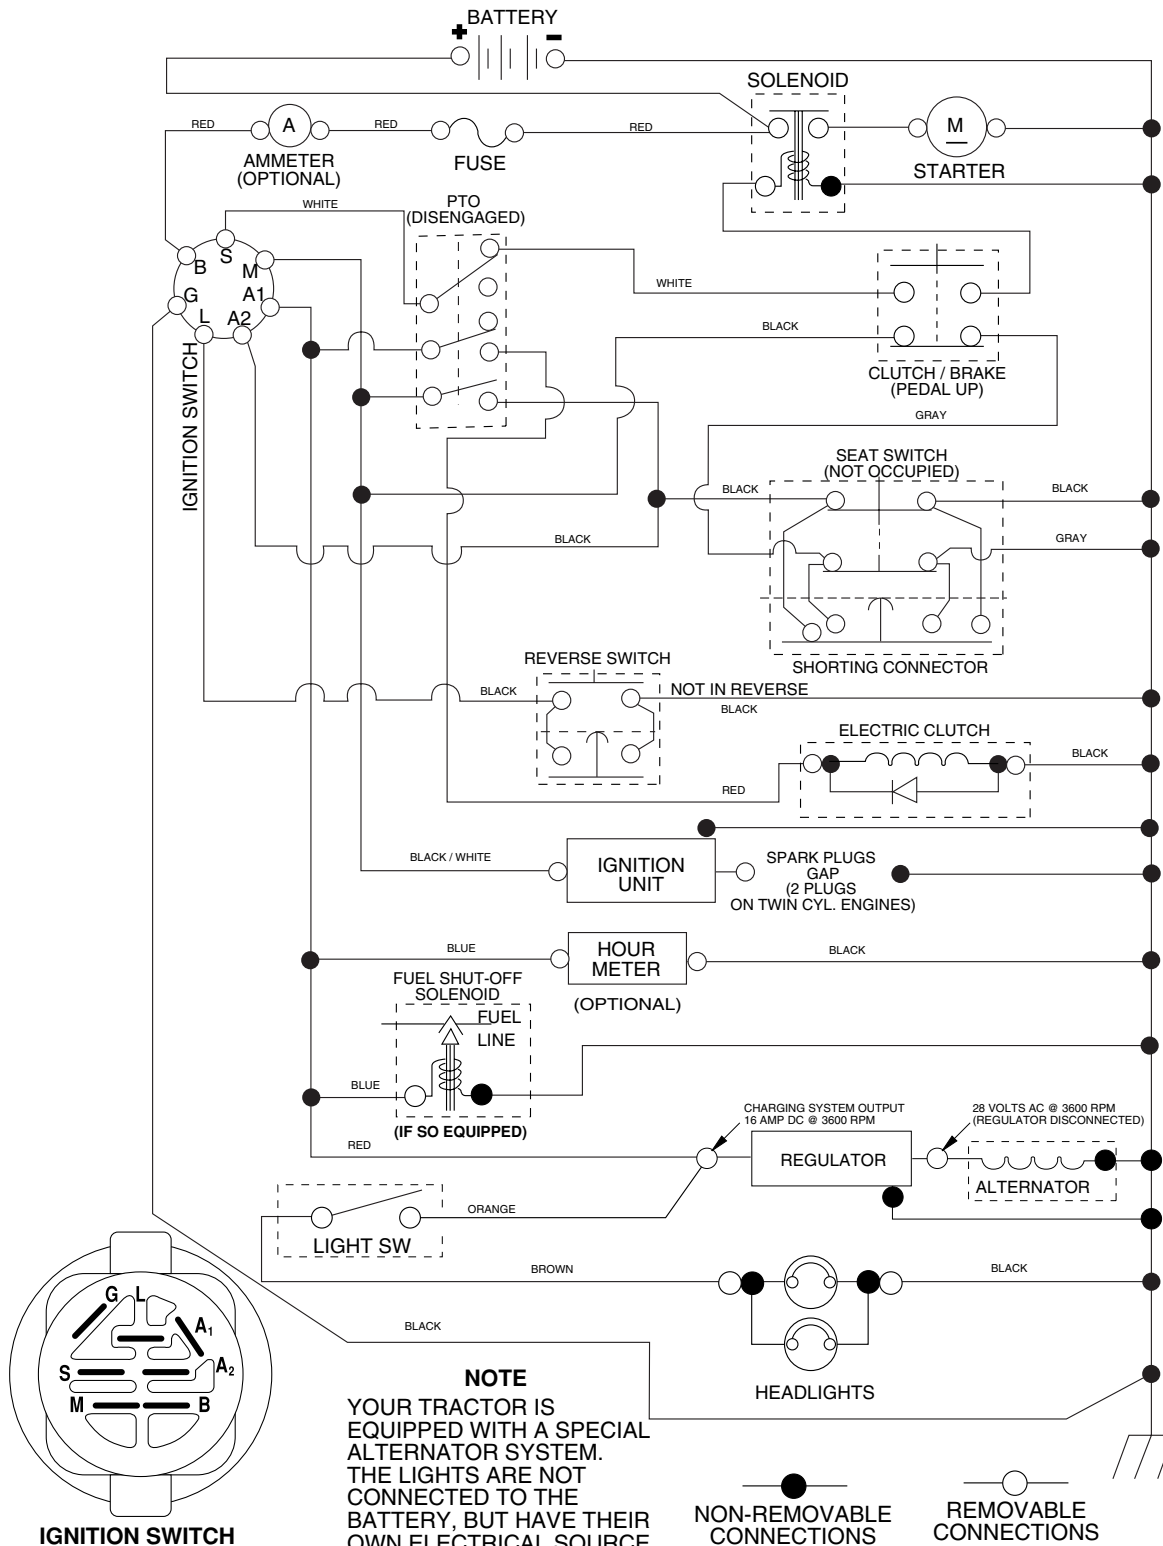 BATTERY
+
-
SOLENOID
RED
A
RED
FUSE
RED
M
STARTER
AMMETER
(OPTIONAL)
WHITE
PTO
(DISENGAGED)
S
B
M
G
A1
L
A2
IGNITION SWITCH
WHITE
BLACK
CLUTCH / BRAKE
(PEDAL UP)
GRAY
SEAT SWITCH
(NOT OCCUPIED)
BLACK
BLACK
BLACK
GRAY
SHORTING CONNECTOR
REVERSE SWITCH
BLACK
NOT IN REVERSE
BLACK
ELECTRIC CLUTCH
BLACK
RED
BLACK / WHITE
IGNITION
UNIT
SPARK PLUGS
GAP
(2 PLUGS
ON TWIN CYL. ENGINES)
BLUE
HOUR
METER
BLACK
(OPTIONAL)
FUEL SHUT-OFF
SOLENOID
FUEL
LINE
BLUE
(IF SO EQUIPPED)
CHARGING SYSTEM OUTPUT
16 AMP DC @ 3600 RPM
28 VOLTS AC @ 3600 RPM
(REGULATOR DISCONNECTED)
RED
REGULATOR
ALTERNATOR
ORANGE
LIGHT SW
BROWN
BLACK
BLACK
HEADLIGHTS
G
L
A1
A2
S
M
B
IGNITION SWITCH
NOTE
YOUR TRACTOR IS
EQUIPPED WITH A SPECIAL
ALTERNATOR SYSTEM.
THE LIGHTS ARE NOT
CONNECTED TO THE
BATTERY, BUT HAVE THEIR
OWN ELECTRICAL SOURCE
NON-REMOVABLE
CONNECTIONS
REMOVABLE
CONNECTIONS